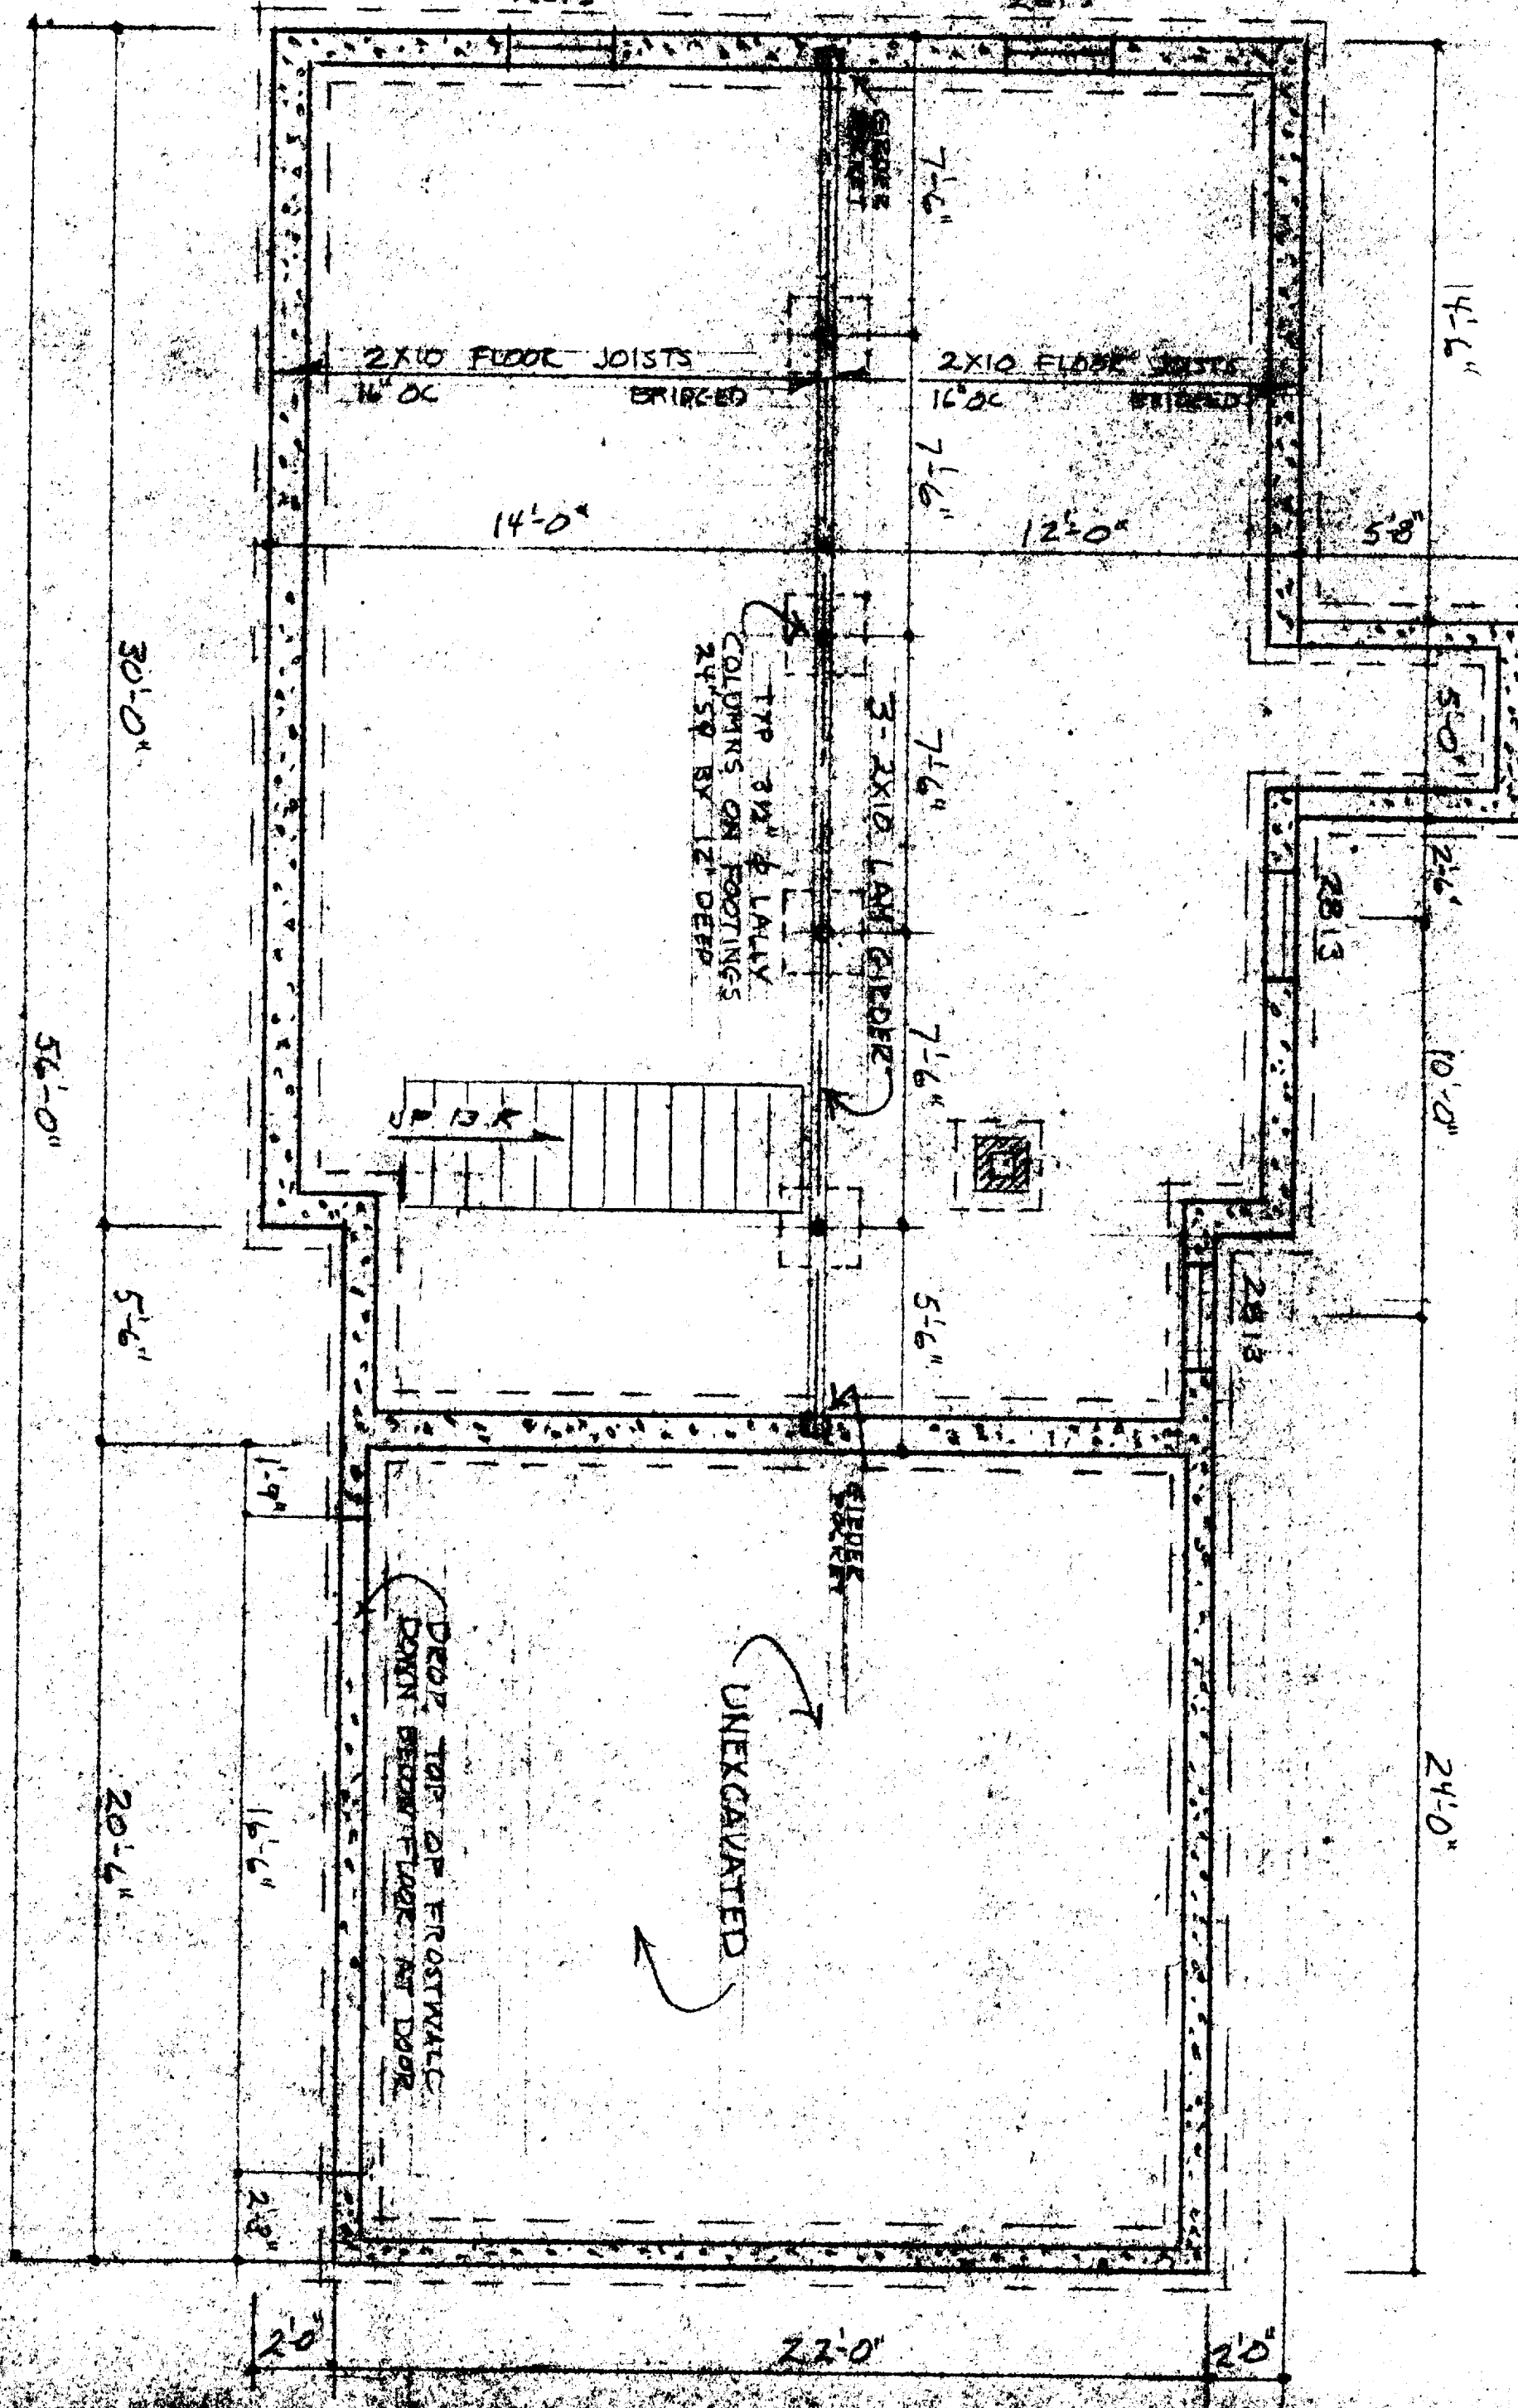 GIRDER
POCKET
7'-6"
14'-6"
2X10 FLOOR JOISTS
16" OC BRIDGED
2X10 FLOOR JOISTS
16" OC BRIDGED
7'-6"
14'-0"
12'-0"
5'-8"
30'-0"
TYP 3 1/2" ϕ LALLY
COLUMNS ON FOOTINGS
24" SQ BY 12" DEEP
3-2X10 LAM GIRDER
7'-6"
5'-0"
2'-6"
2813
56'-0"
7'-6"
10'-0"
UP 13 R
5'-6"
5'-6"
2813
1'-9"
GIRDER
POCKET
DROP TOP OF FROSTWALL
DOWN BELOW FLOOR AT DOOR
UNEXCAVATED
20'-6"
16'-6"
24'-0"
2'-0"
22'-0"
2'-0"